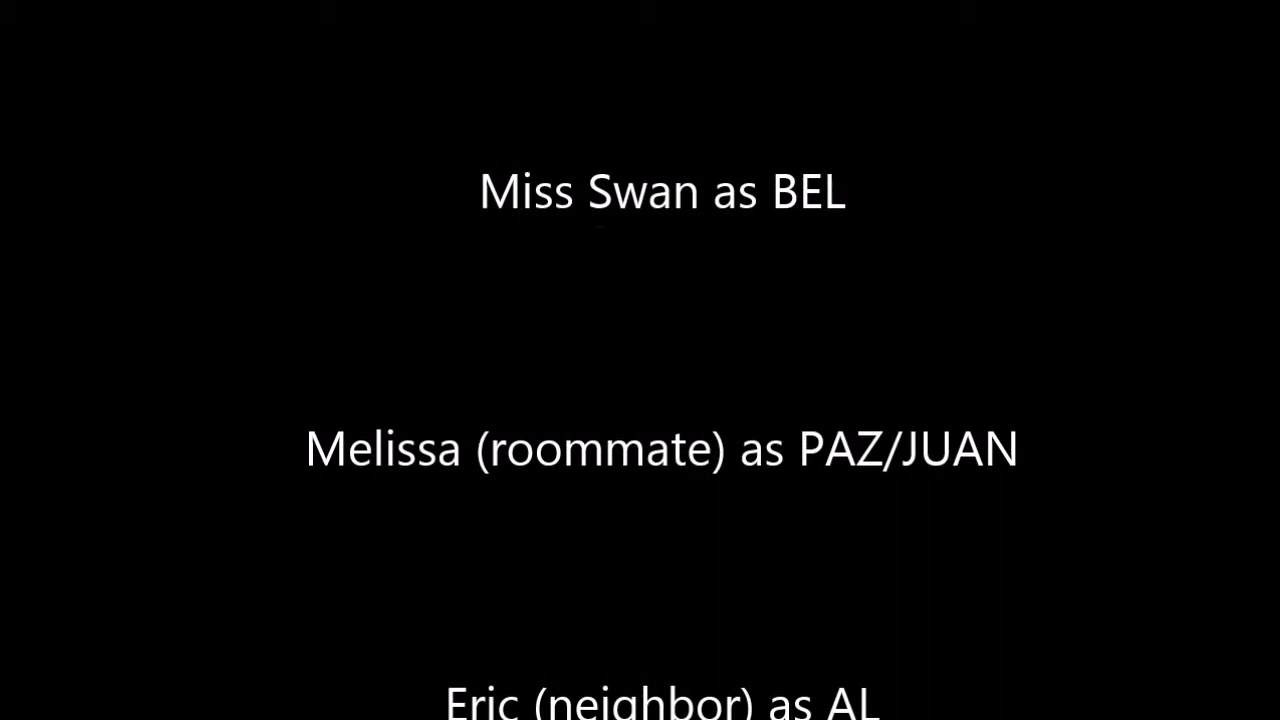 Miss Swan as BEL
Melissa (roommate) as PAZ/JUAN
Eric (neighbor) as AL